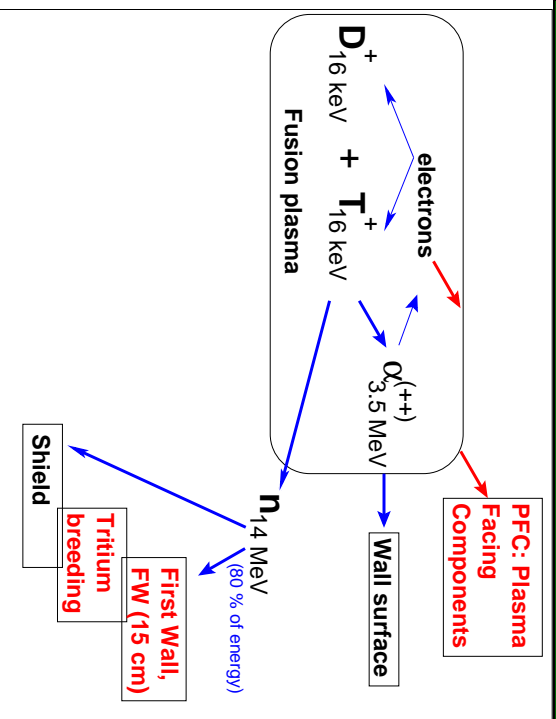 PFC: Plasma
Facing
Components
electrons
α(++) 3.5 MeV
Wall surface
D+ 16 keV + T+ 16 keV
Fusion plasma
n 14 MeV
(80 % of energy)
First Wall,
FW (15 cm)
Tritium
breeding
Shield